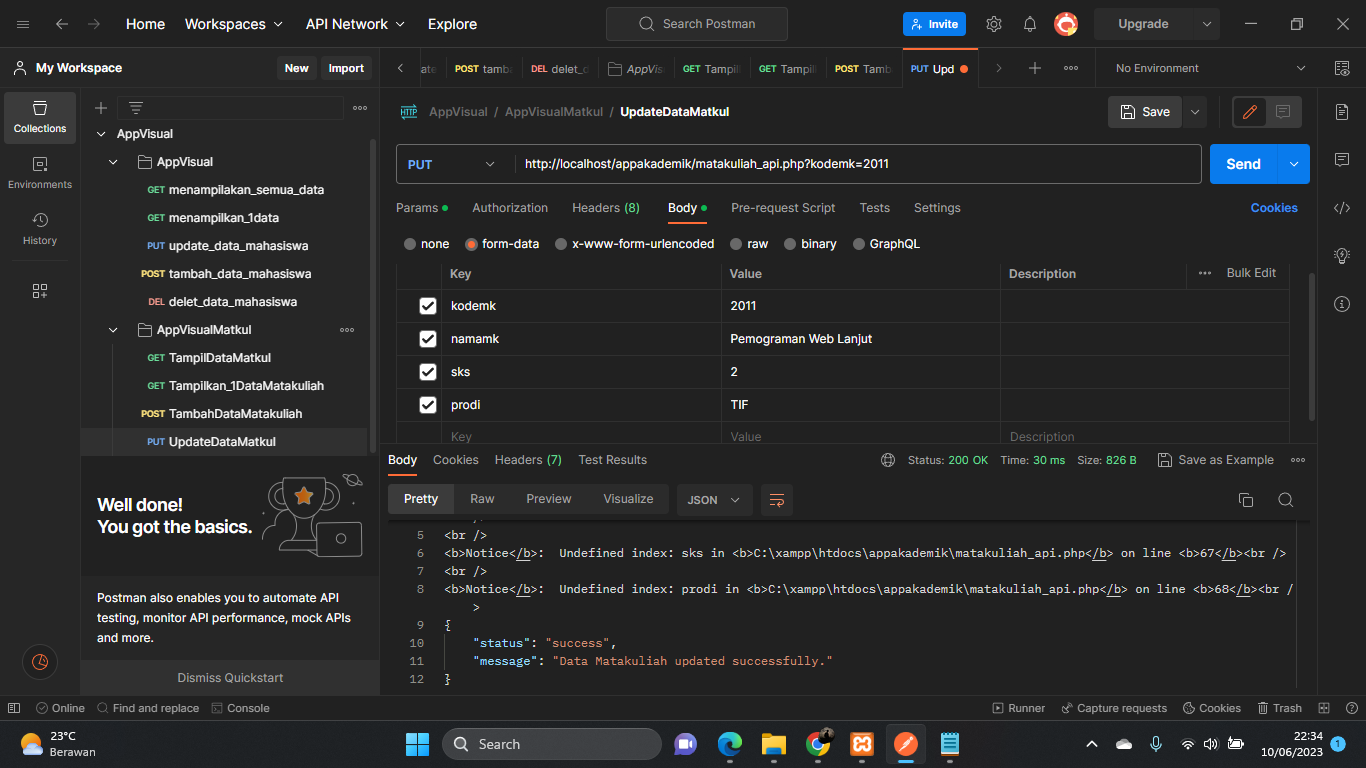 Home Workspaces API Network Explore Search Postman Invite Upgrade
My Workspace New Import
POST tamb DEL delet_d AppVis GET Tampil GET Tampil POST Tamb PUT Upd No Environment
Collections
Environments
History
AppVisual
AppVisual
GET menampilakan_semua_data
GET menampilkan_1data
PUT update_data_mahasiswa
POST tambah_data_mahasiswa
DEL delet_data_mahasiswa
AppVisualMatkul
GET TampilDataMatkul
GET Tampilkan_1DataMatakuliah
POST TambahDataMatakuliah
PUT UpdateDataMatkul
Well done!
You got the basics.
Postman also enables you to automate API
testing, monitor API performance, mock APIs
and more.
Dismiss Quickstart
HTTP AppVisual / AppVisualMatkul / UpdateDataMatkul Save
PUT http://localhost/appakademik/matakuliah_api.php?kodemk=2011 Send
Params Authorization Headers (8) Body Pre-request Script Tests Settings Cookies
none form-data x-www-form-urlencoded raw binary GraphQL
Key Value Description Bulk Edit
kodemk 2011
namamk Pemograman Web Lanjut
sks 2
prodi TIF
Key Value Description
Body Cookies Headers (7) Test Results Status: 200 OK Time: 30 ms Size: 826 B Save as Example
Pretty Raw Preview Visualize JSON
5 <br />
6 <b>Notice</b>:  Undefined index: sks in <b>C:\xampp\htdocs\appakademik\matakuliah_api.php</b> on line <b>67</b><br />
7 <br />
8 <b>Notice</b>:  Undefined index: prodi in <b>C:\xampp\htdocs\appakademik\matakuliah_api.php</b> on line <b>68</b><br /
>
9 {
10 "status": "success",
11 "message": "Data Matakuliah updated successfully."
12 }
Online Find and replace Console Runner Capture requests Cookies Trash
23°C
Berawan
Search
22:34
10/06/2023
1